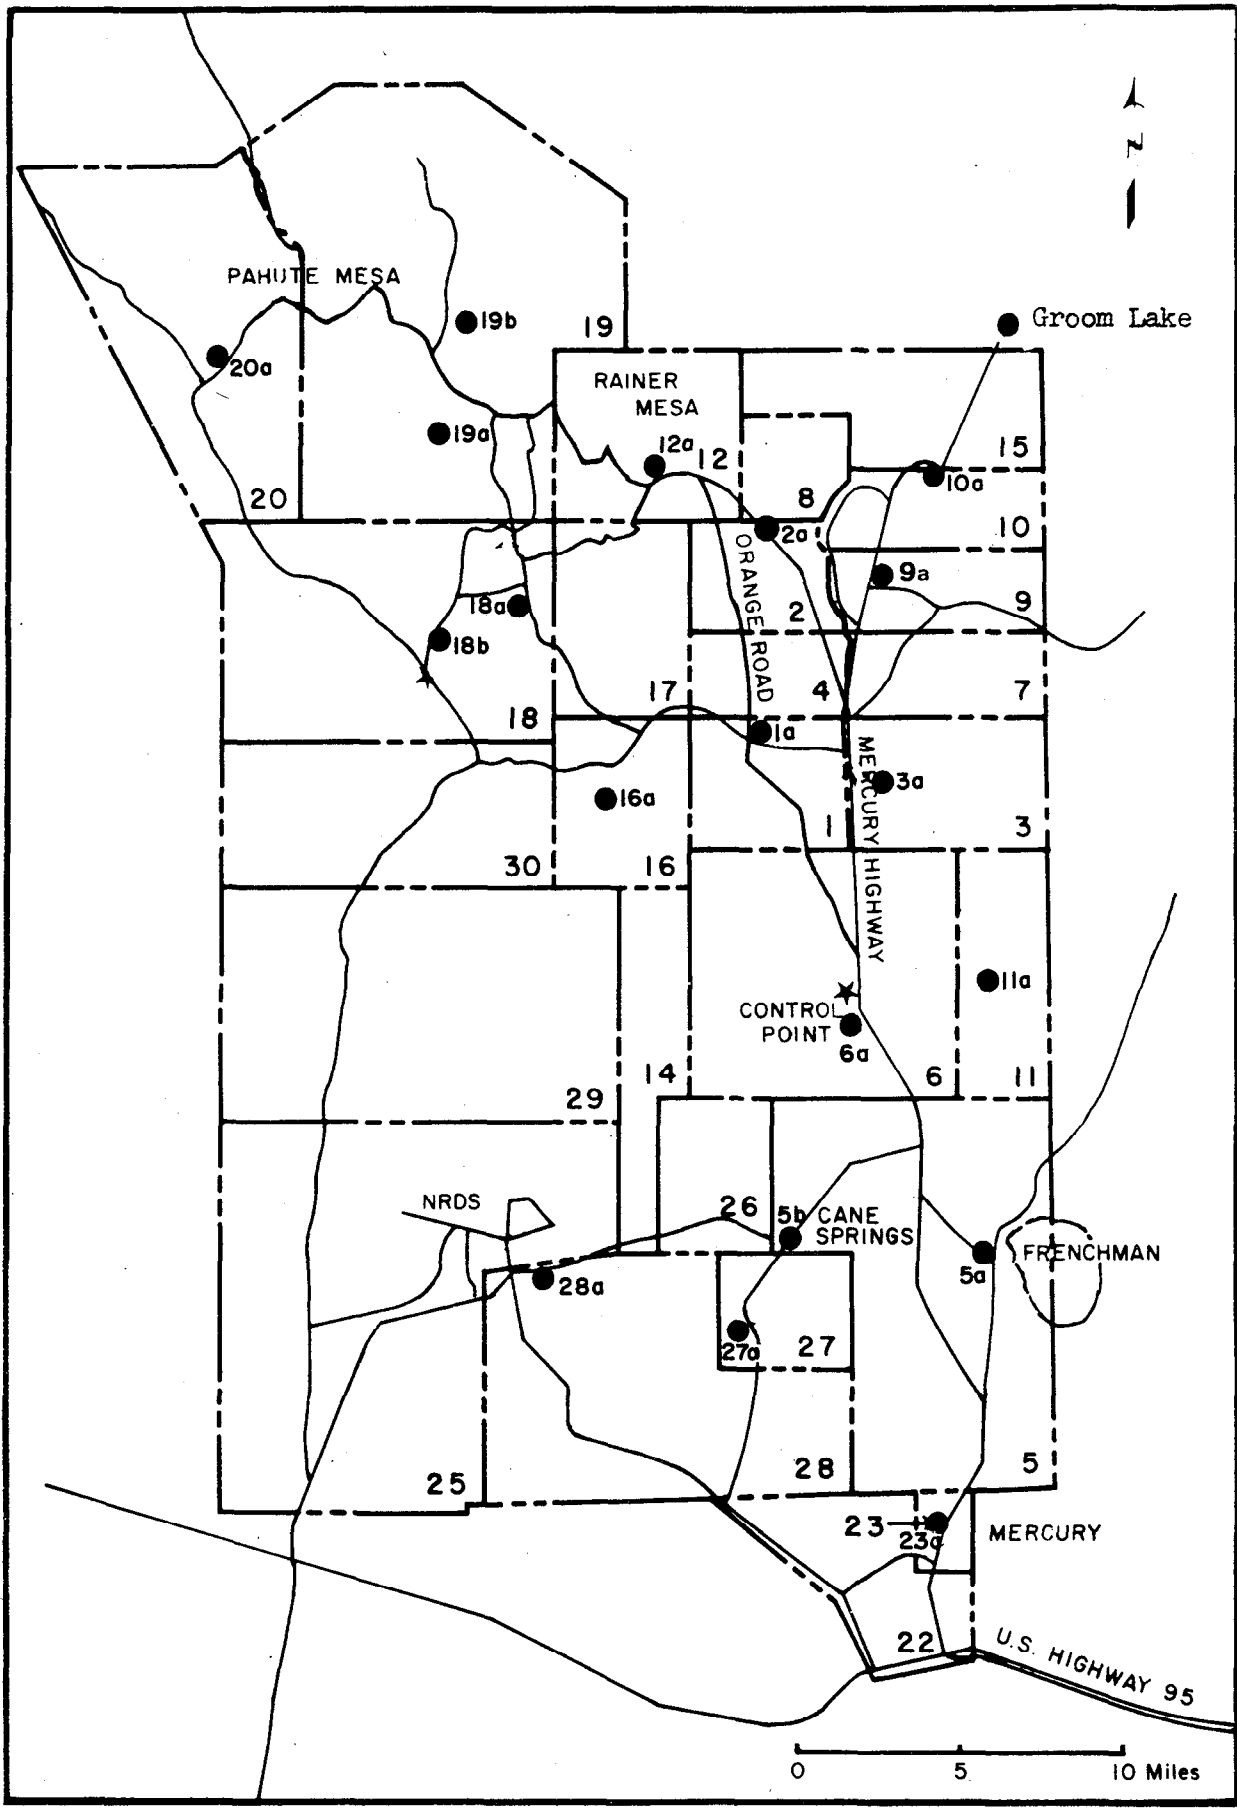 N
PAHUTE MESA
19b
19
Groom Lake
20a
RAINER
MESA
19a
12a
12
15
10a
20
8
2a
10
ORANGE ROAD
9a
18a
2
9
18b
17
4
7
18
1a
MERCURY HIGHWAY
3a
16a
1
3
30
16
11a
CONTROL
POINT
6a
14
6
11
29
NRDS
26
5b
CANE
SPRINGS
FRENCHMAN
5a
28a
27a
27
25
28
5
23
23a
MERCURY
22
U.S. HIGHWAY 95
0
5
10 Miles